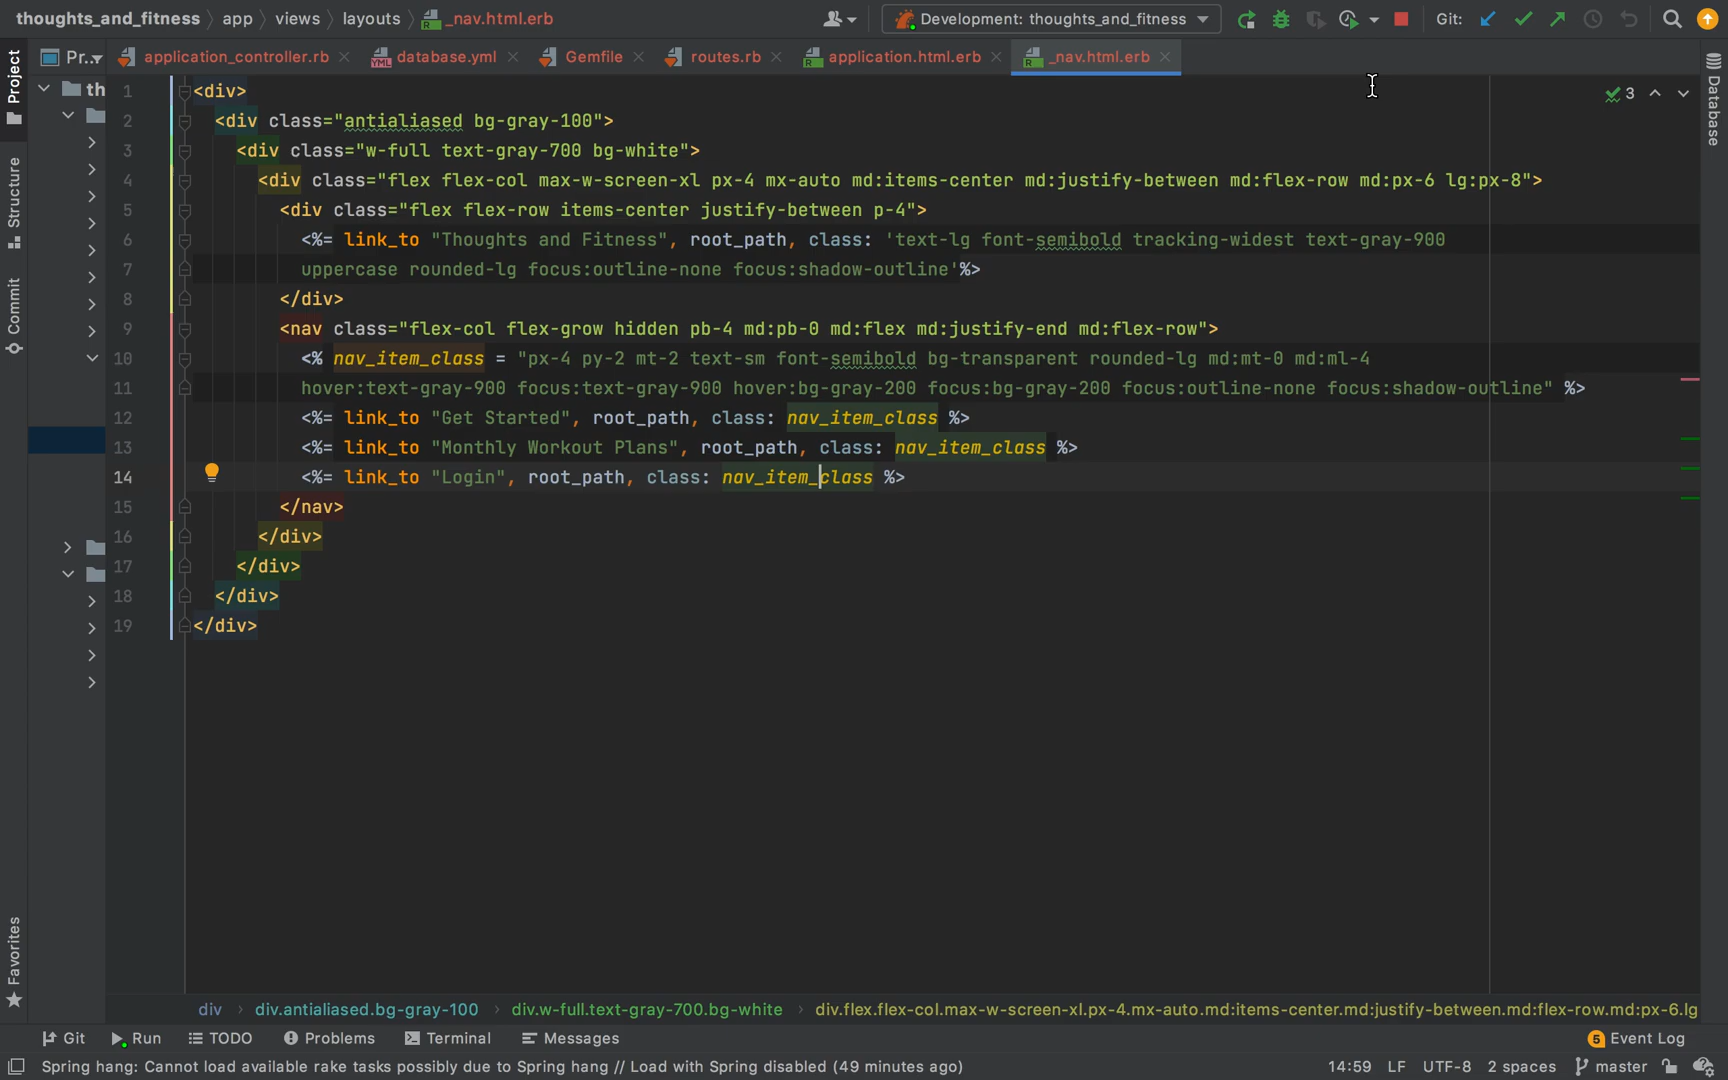 thoughts_and_fitness app views layouts _nav.html.erb
Development: thoughts_and_fitness
Git:
Pr...
application_controller.rb
database.yml
Gemfile
routes.rb
application.html.erb
_nav.html.erb
Project
Structure
Commit
Favorites
Database
th
3
1 <div>
2 <div class="antialiased bg-gray-100">
3 <div class="w-full text-gray-700 bg-white">
4 <div class="flex flex-col max-w-screen-xl px-4 mx-auto md:items-center md:justify-between md:flex-row md:px-6 lg:px-8">
5 <div class="flex flex-row items-center justify-between p-4">
6 <%= link_to "Thoughts and Fitness", root_path, class: 'text-lg font-semibold tracking-widest text-gray-900
7 uppercase rounded-lg focus:outline-none focus:shadow-outline'%>
8 </div>
9 <nav class="flex-col flex-grow hidden pb-4 md:pb-0 md:flex md:justify-end md:flex-row">
10 <% nav_item_class = "px-4 py-2 mt-2 text-sm font-semibold bg-transparent rounded-lg md:mt-0 md:ml-4
11 hover:text-gray-900 focus:text-gray-900 hover:bg-gray-200 focus:bg-gray-200 focus:outline-none focus:shadow-outline" %>
12 <%= link_to "Get Started", root_path, class: nav_item_class %>
13 <%= link_to "Monthly Workout Plans", root_path, class: nav_item_class %>
14 <%= link_to "Login", root_path, class: nav_item_class %>
15 </nav>
16 </div>
17 </div>
18 </div>
19 </div>
div div.antialiased.bg-gray-100 div.w-full.text-gray-700.bg-white div.flex.flex-col.max-w-screen-xl.px-4.mx-auto.md:items-center.md:justify-between.md:flex-row.md:px-6.lg
Git Run TODO Problems Terminal Messages 5 Event Log
Spring hang: Cannot load available rake tasks possibly due to Spring hang // Load with Spring disabled (49 minutes ago) 14:59 LF UTF-8 2 spaces master